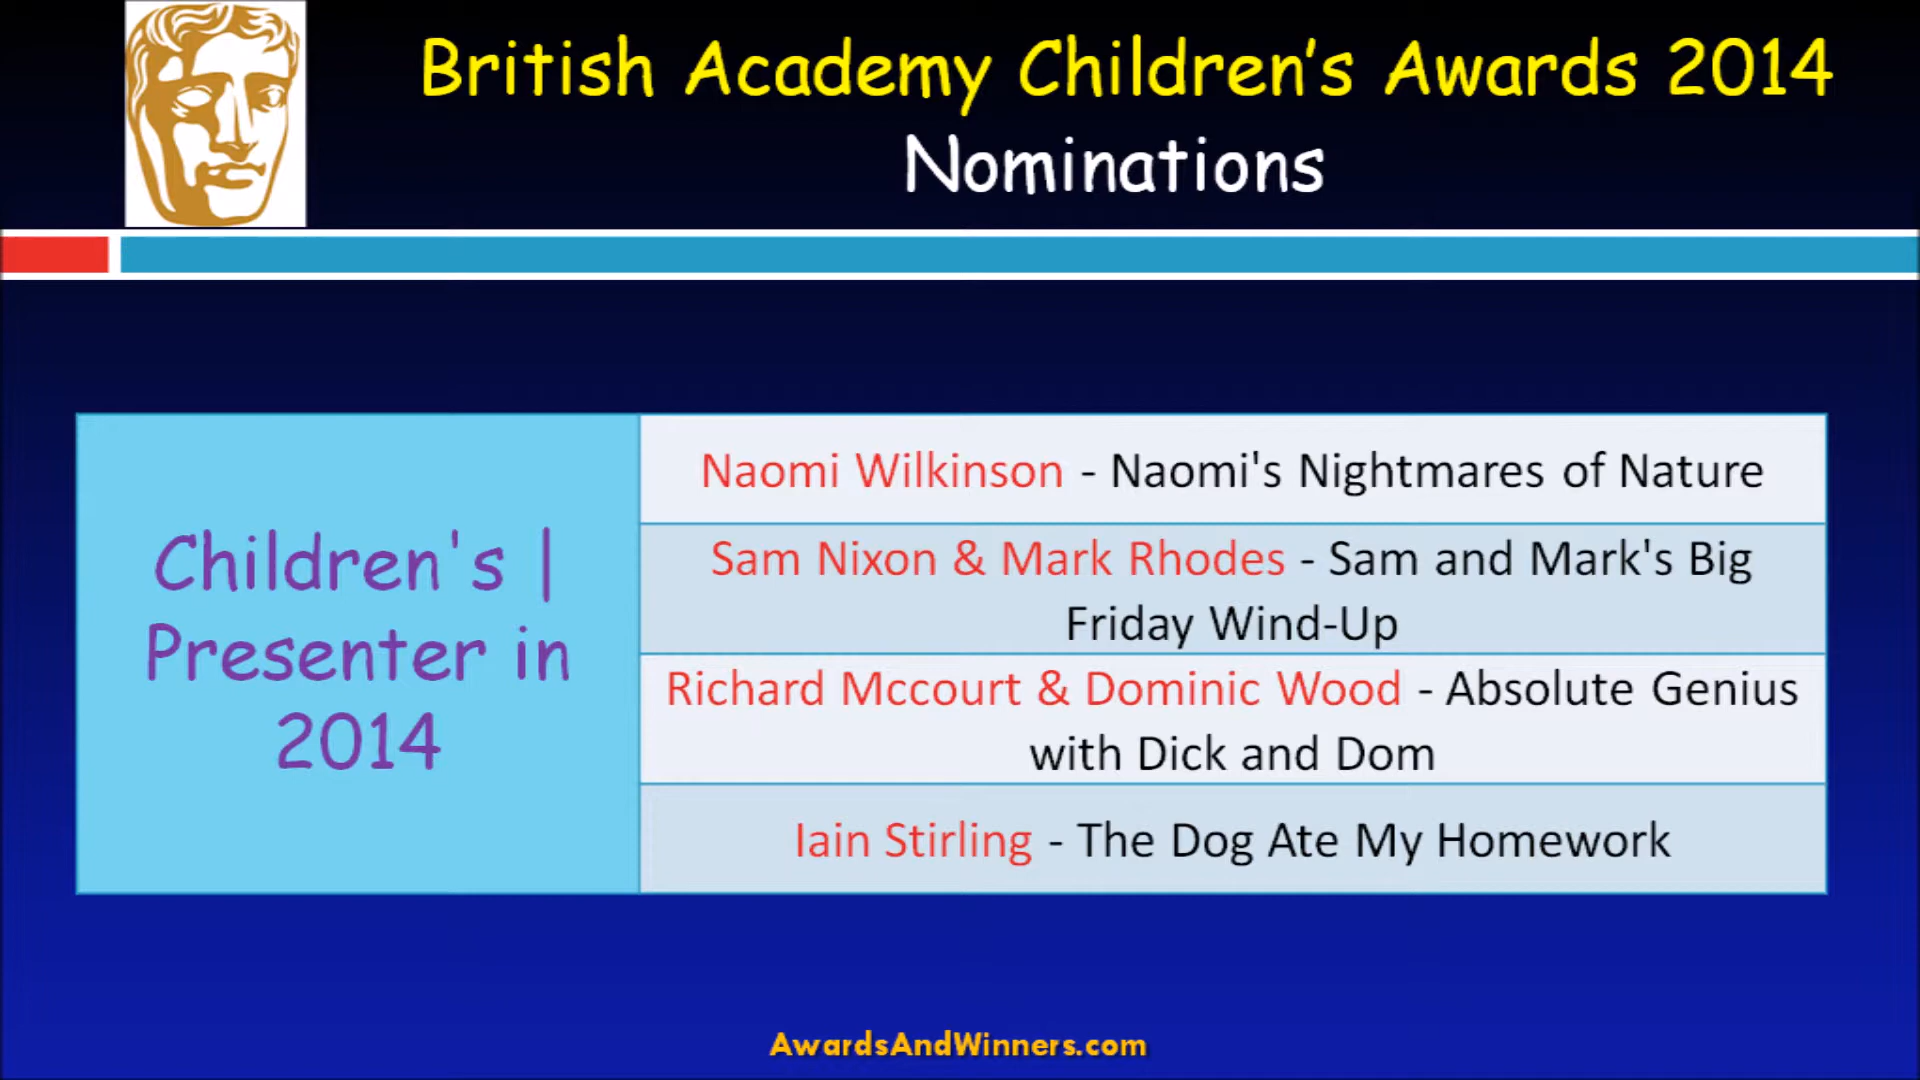 British Academy Children’s Awards 2014
Nominations
Children's |
Presenter in
2014
Naomi Wilkinson - Naomi's Nightmares of Nature
Sam Nixon & Mark Rhodes - Sam and Mark's Big
Friday Wind-Up
Richard Mccourt & Dominic Wood - Absolute Genius
with Dick and Dom
Iain Stirling - The Dog Ate My Homework
AwardsAndWinners.com